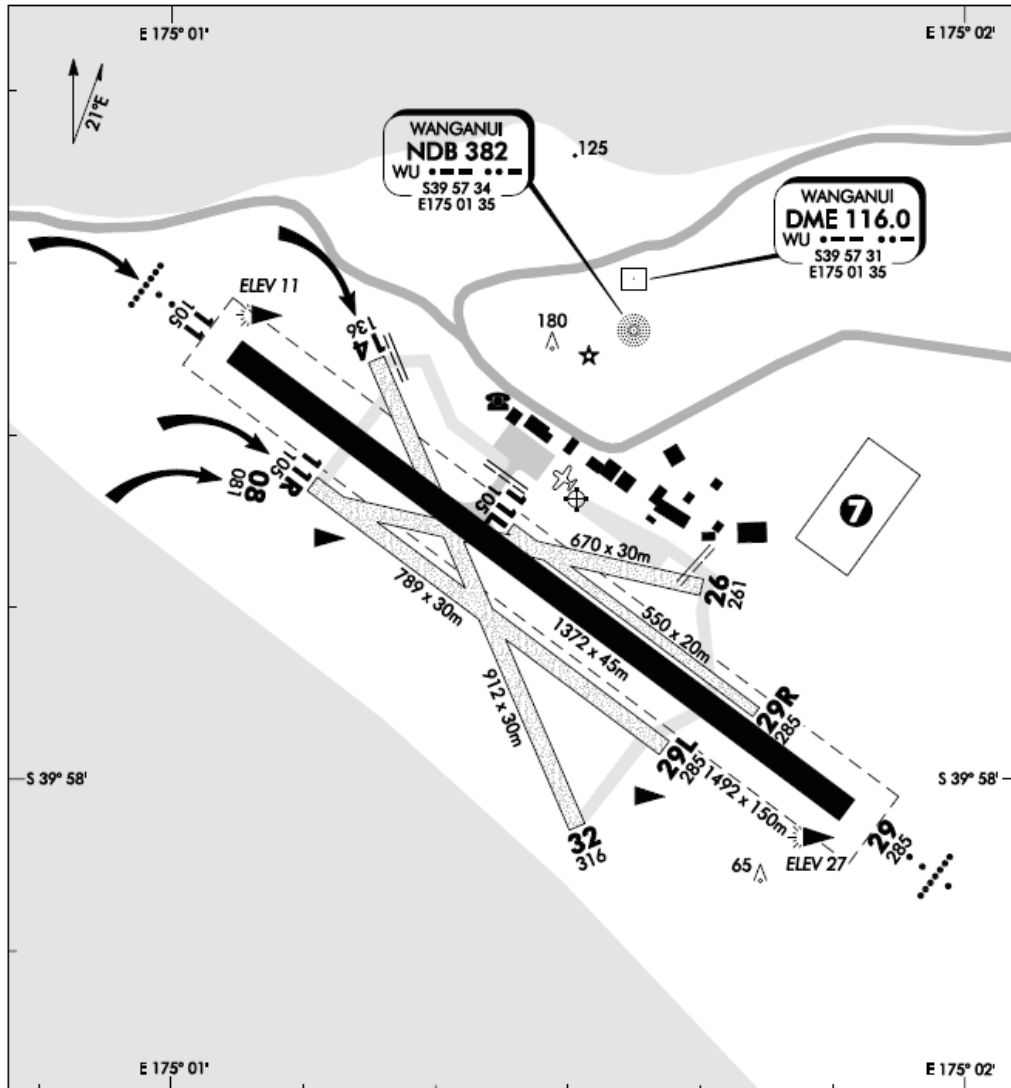 E 175° 01'
E 175° 02'
21°E
WANGANUI
NDB 382
WU
S39 57 34
E175 01 35
125
WANGANUI
DME 116.0
WU
S39 57 31
E175 01 35
ELEV 11
11
105
14
136
180
11R
105
08
081
11L
105
7
670 x 30m
26
261
789 x 30m
550 x 20m
1372 x 45m
912 x 30m
29R
285
29L
285
S 39° 58'
S 39° 58'
1492 x 150m
32
316
29
285
65
ELEV 27
E 175° 01'
E 175° 02'